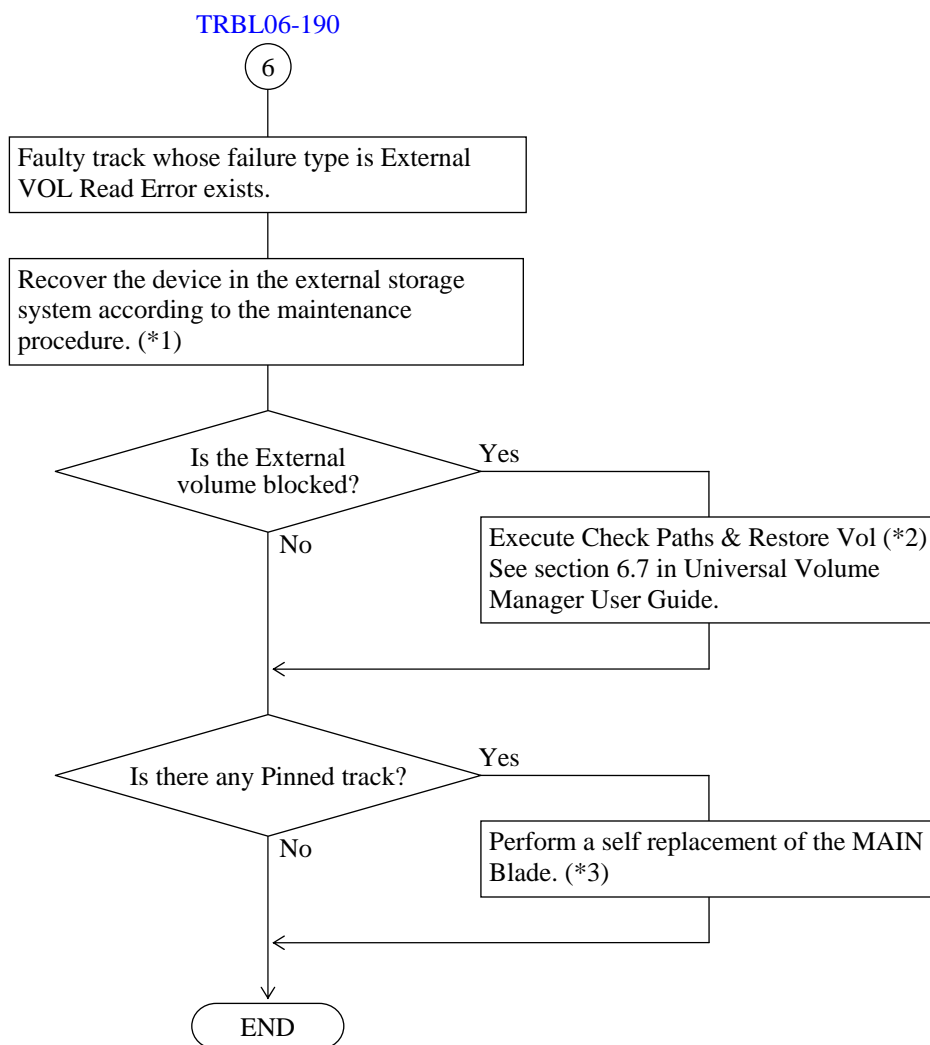 TRBL06-190
6
Faulty track whose failure type is External
VOL Read Error exists.
Recover the device in the external storage
system according to the maintenance
procedure. (*1)
Is the External
volume blocked?
Yes
No
Execute Check Paths & Restore Vol (*2)
See section 6.7 in Universal Volume
Manager User Guide.
Is there any Pinned track?
Yes
No
Perform a self replacement of the MAIN
Blade. (*3)
END